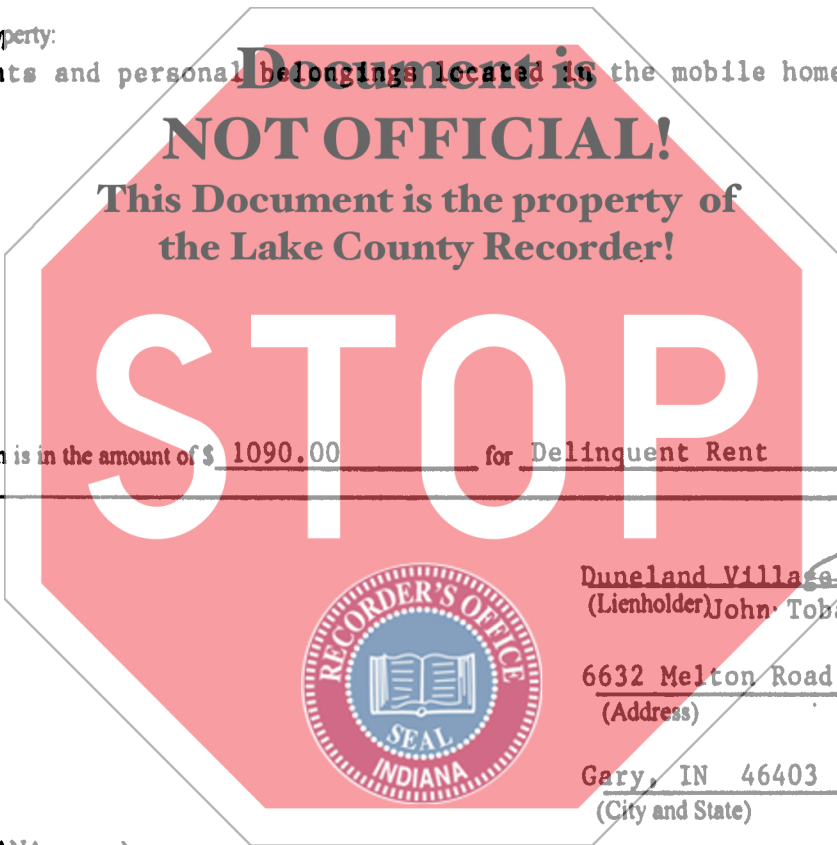 perty:
Document is
ts and personal belongings located in the mobile home
NOT OFFICIAL!
This Document is the property of
the Lake County Recorder!
STOP
is in the amount of $ 1090.00 for Delinquent Rent
Duneland Village
(Lienholder) John Toba
RECORDER'S OFFICE
SEAL
INDIANA
6632 Melton Road
(Address)
Gary, IN 46403
(City and State)